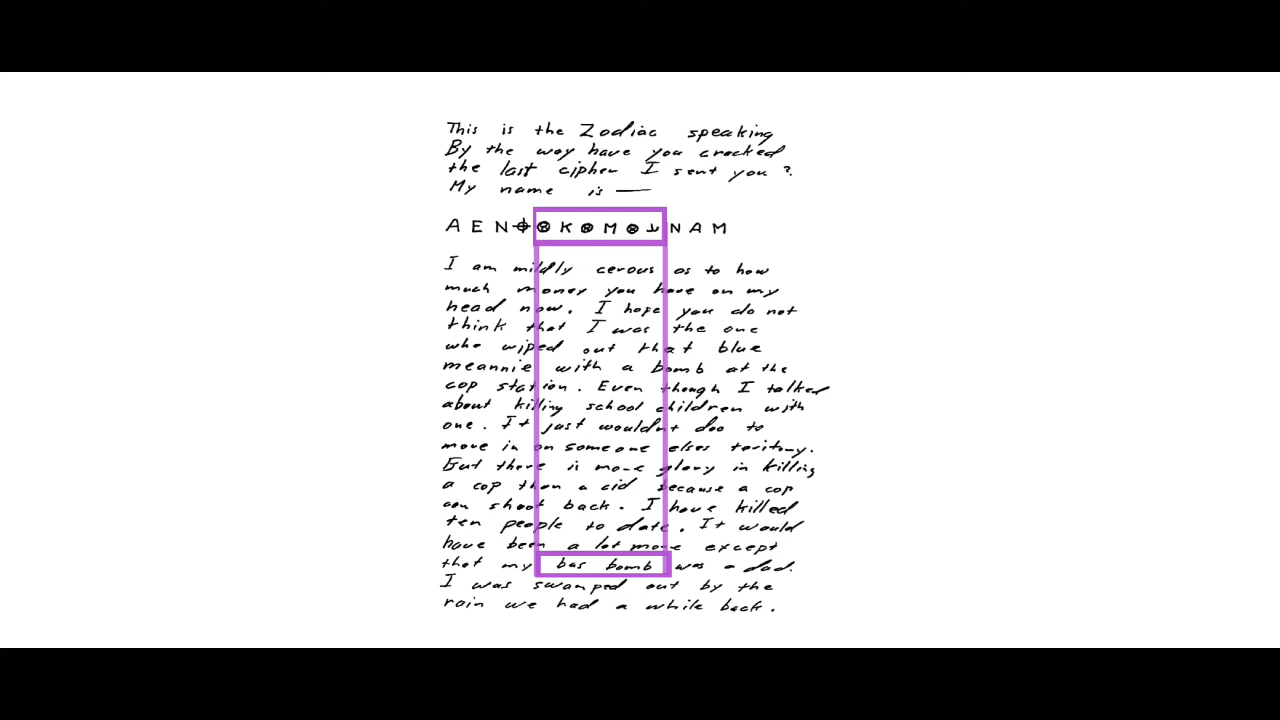 This is the Zodiac speaking
By the way have you cracked
the last cipher I sent you ?
My name is —
A E N ⌖ ⊗ K ⊗ M ⊗ ⅃ N A M
I am mildly cerous as to how
much money you have on my
head now. I hope you do not
think that I was the one
who wiped out that blue
meannie with a bomb at the
cop station. Even though I talked
about killing school children with
one. It just wouldnt doo to
move in on someone elses teritory.
But there is more glory in killing
a cop than a cid because a cop
can shoot back. I have killed
ten people to date. It would
have been a lot more except
that my bas bomb was a dad.
I was swamped out by the
rain we had a while back.